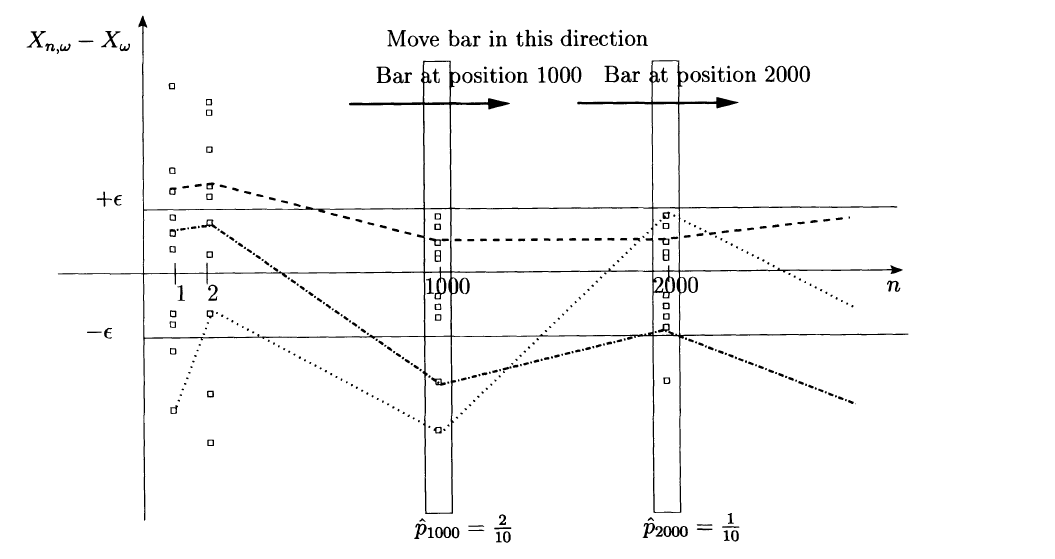 X_{n,ω} − X_ω
Move bar in this direction
Bar at position 1000 Bar at position 2000
+ϵ
1 2 1000 2000 n
−ϵ
p̂_{1000} = 2/10 p̂_{2000} = 1/10